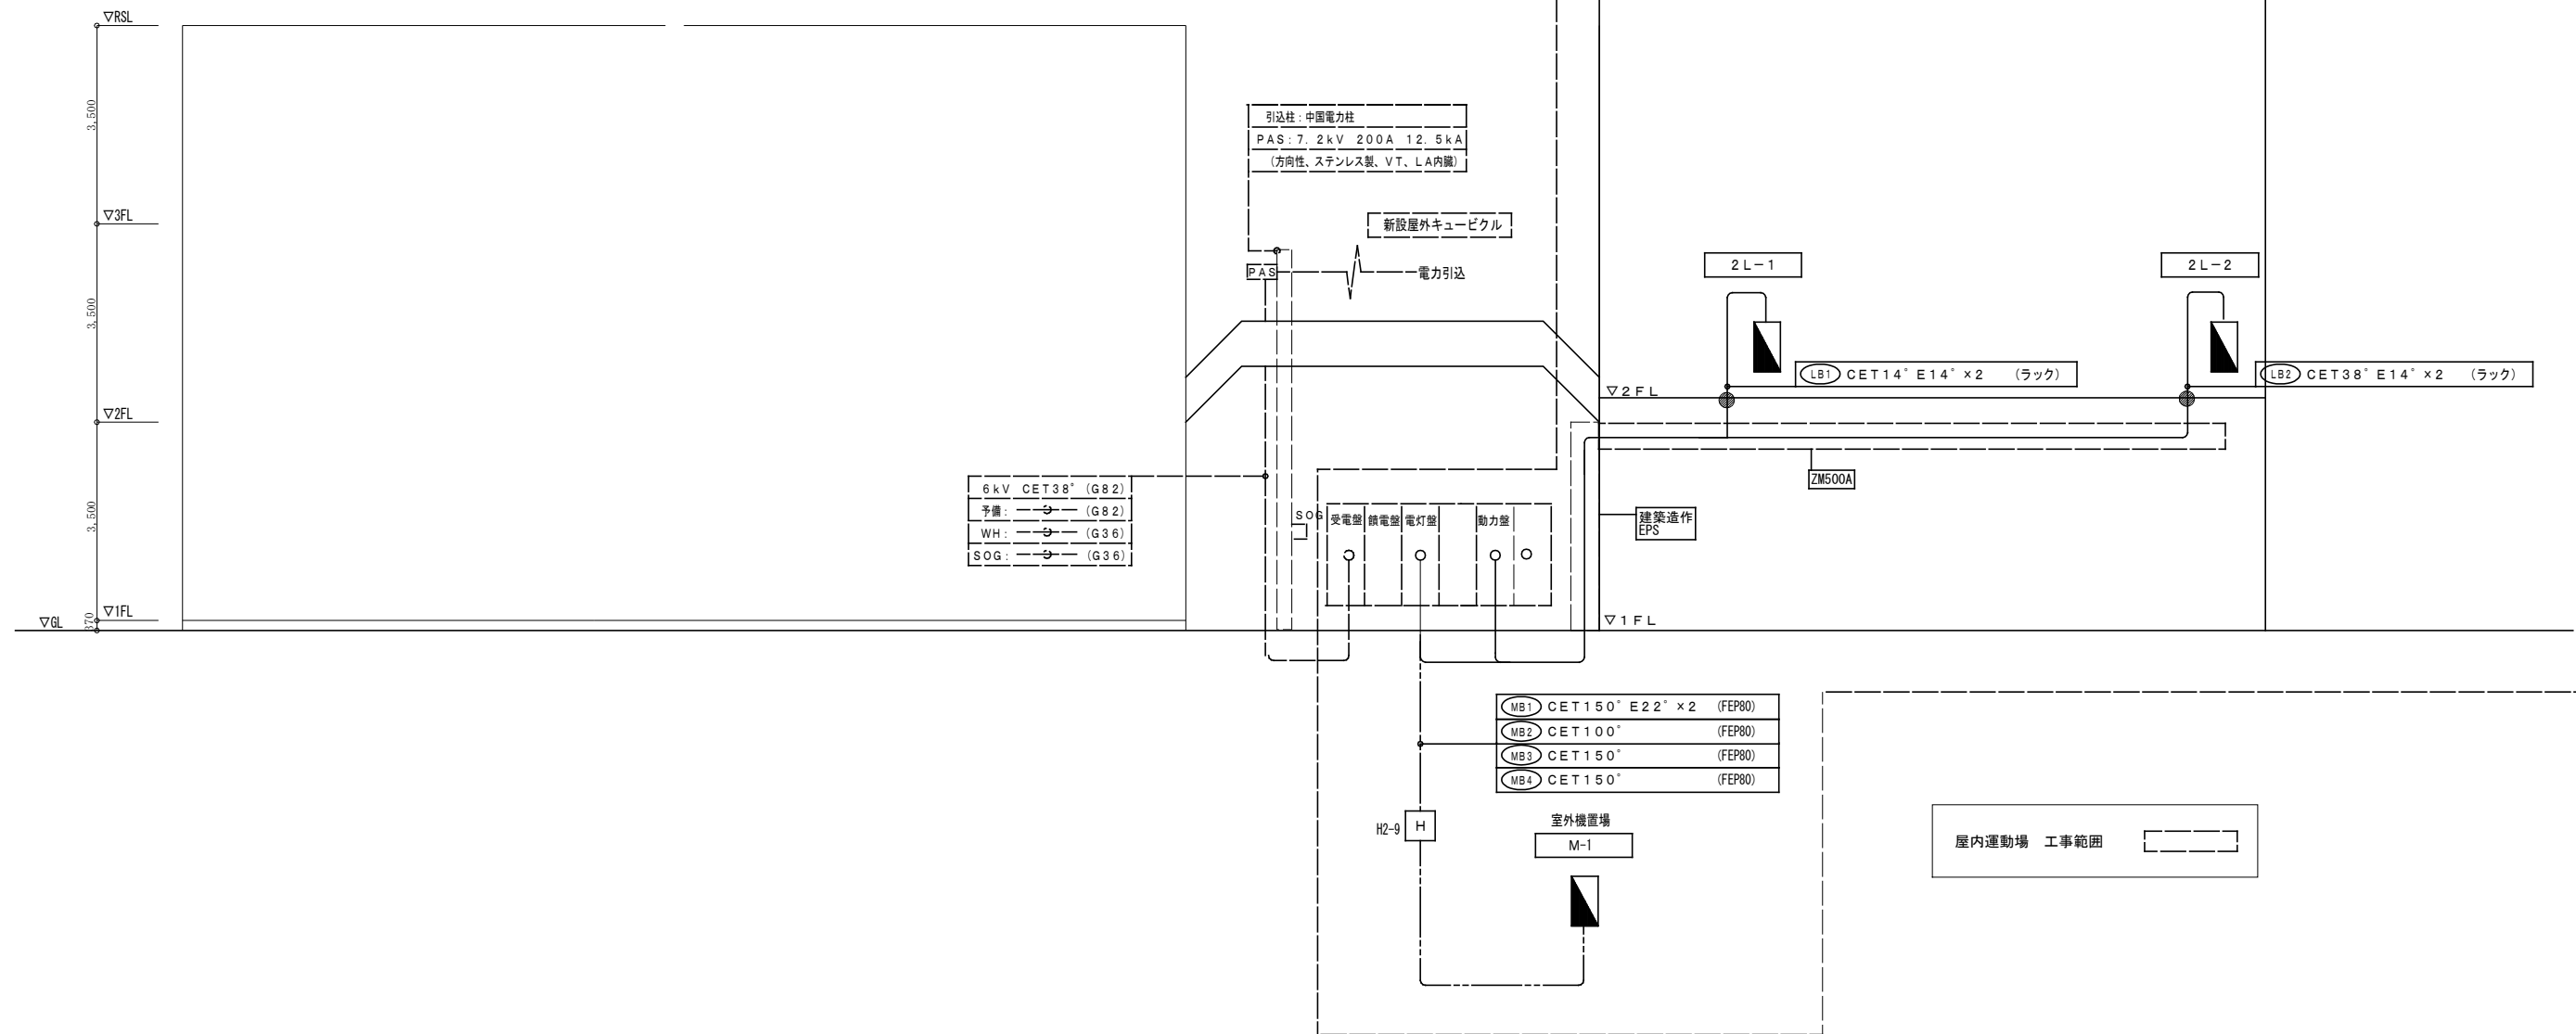 ▽RSL
3,500
▽3FL
3,500
▽2FL
3,500
▽1FL
370
▽GL
引込柱：中国電力柱
PAS：7.2kV 200A 12.5kA
（方向性、ステンレス製、VT、LA内臓）
新設屋外キュービクル
PAS
電力引込
6kV CET38° (G82)
予備： (G82)
WH： (G36)
SOG： (G36)
SOG
受電盤 饋電盤 電灯盤 動力盤
2L-1
2L-2
LB1 CET14° E14°×2 （ラック）
LB2 CET38° E14°×2 （ラック）
▽2FL
ZM500A
建築造作
EPS
▽1FL
MB1 CET150° E22°×2 (FEP80)
MB2 CET100° (FEP80)
MB3 CET150° (FEP80)
MB4 CET150° (FEP80)
H2-9 H
室外機置場
M-1
屋内運動場 工事範囲